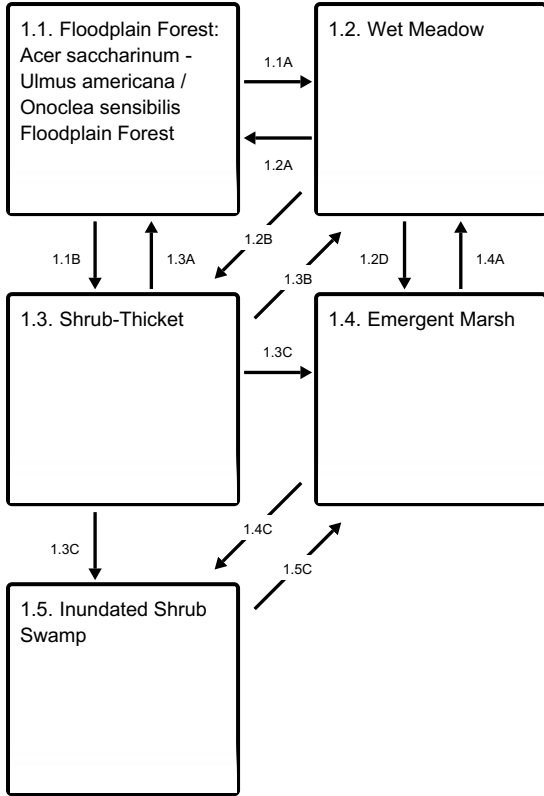 1.1. Floodplain Forest:
Acer saccharinum -
Ulmus americana /
Onoclea sensibilis
Floodplain Forest
1.1A
1.2. Wet Meadow
1.2A
1.1B
1.3A
1.2B
1.3B
1.2D
1.4A
1.3. Shrub-Thicket
1.3C
1.4. Emergent Marsh
1.3C
1.4C
1.5C
1.5. Inundated Shrub
Swamp